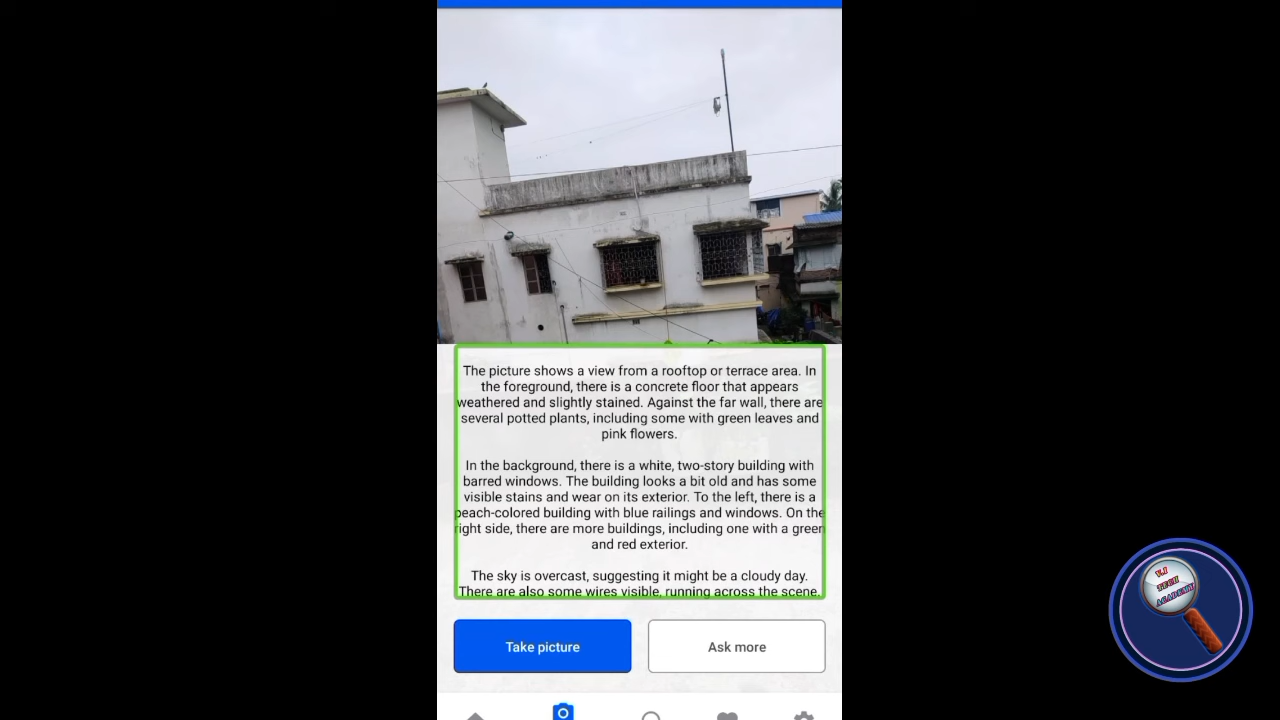 The picture shows a view from a rooftop or terrace area. In
the foreground, there is a concrete floor that appears
weathered and slightly stained. Against the far wall, there are
several potted plants, including some with green leaves and
pink flowers.
In the background, there is a white, two-story building with
barred windows. The building looks a bit old and has some
visible stains and wear on its exterior. To the left, there is a
peach-colored building with blue railings and windows. On the
right side, there are more buildings, including one with a green
and red exterior.
The sky is overcast, suggesting it might be a cloudy day.
There are also some wires visible, running across the scene.
Take picture
Ask more
V.I
TECH
ACADEMY